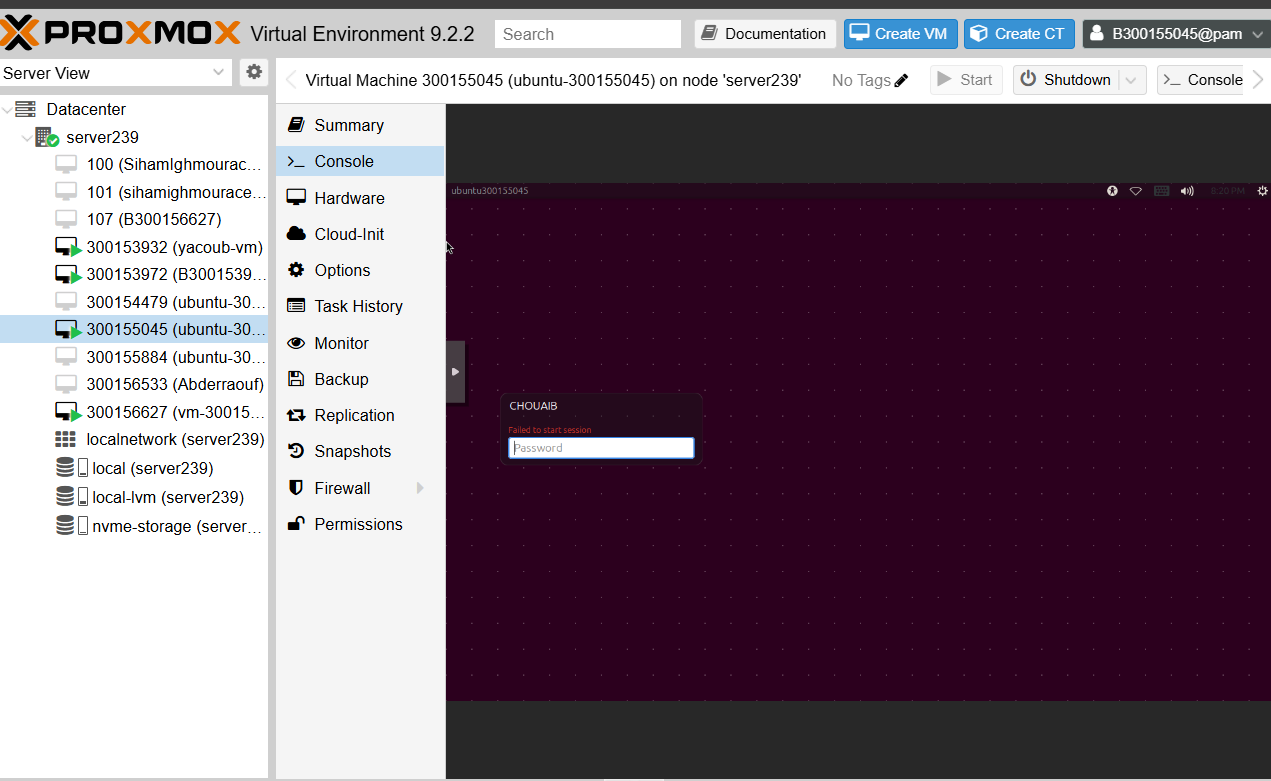 PROXMOX Virtual Environment 9.2.2 Search Documentation Create VM Create CT B300155045@pam
Server View
Virtual Machine 300155045 (ubuntu-300155045) on node 'server239' No Tags Start Shutdown >_ Console
Datacenter
server239
100 (SihamIghmourac...
101 (sihamighmourace...
107 (B300156627)
300153932 (yacoub-vm)
300153972 (B3001539...
300154479 (ubuntu-30...
300155045 (ubuntu-30...
300155884 (ubuntu-30...
300156533 (Abderraouf)
300156627 (vm-30015...
localnetwork (server239)
local (server239)
local-lvm (server239)
nvme-storage (server...
Summary
>_ Console
Hardware
Cloud-Init
Options
Task History
Monitor
Backup
Replication
Snapshots
Firewall
Permissions
ubuntu300155045 8:20 PM
CHOUAIB
Failed to start session
Password